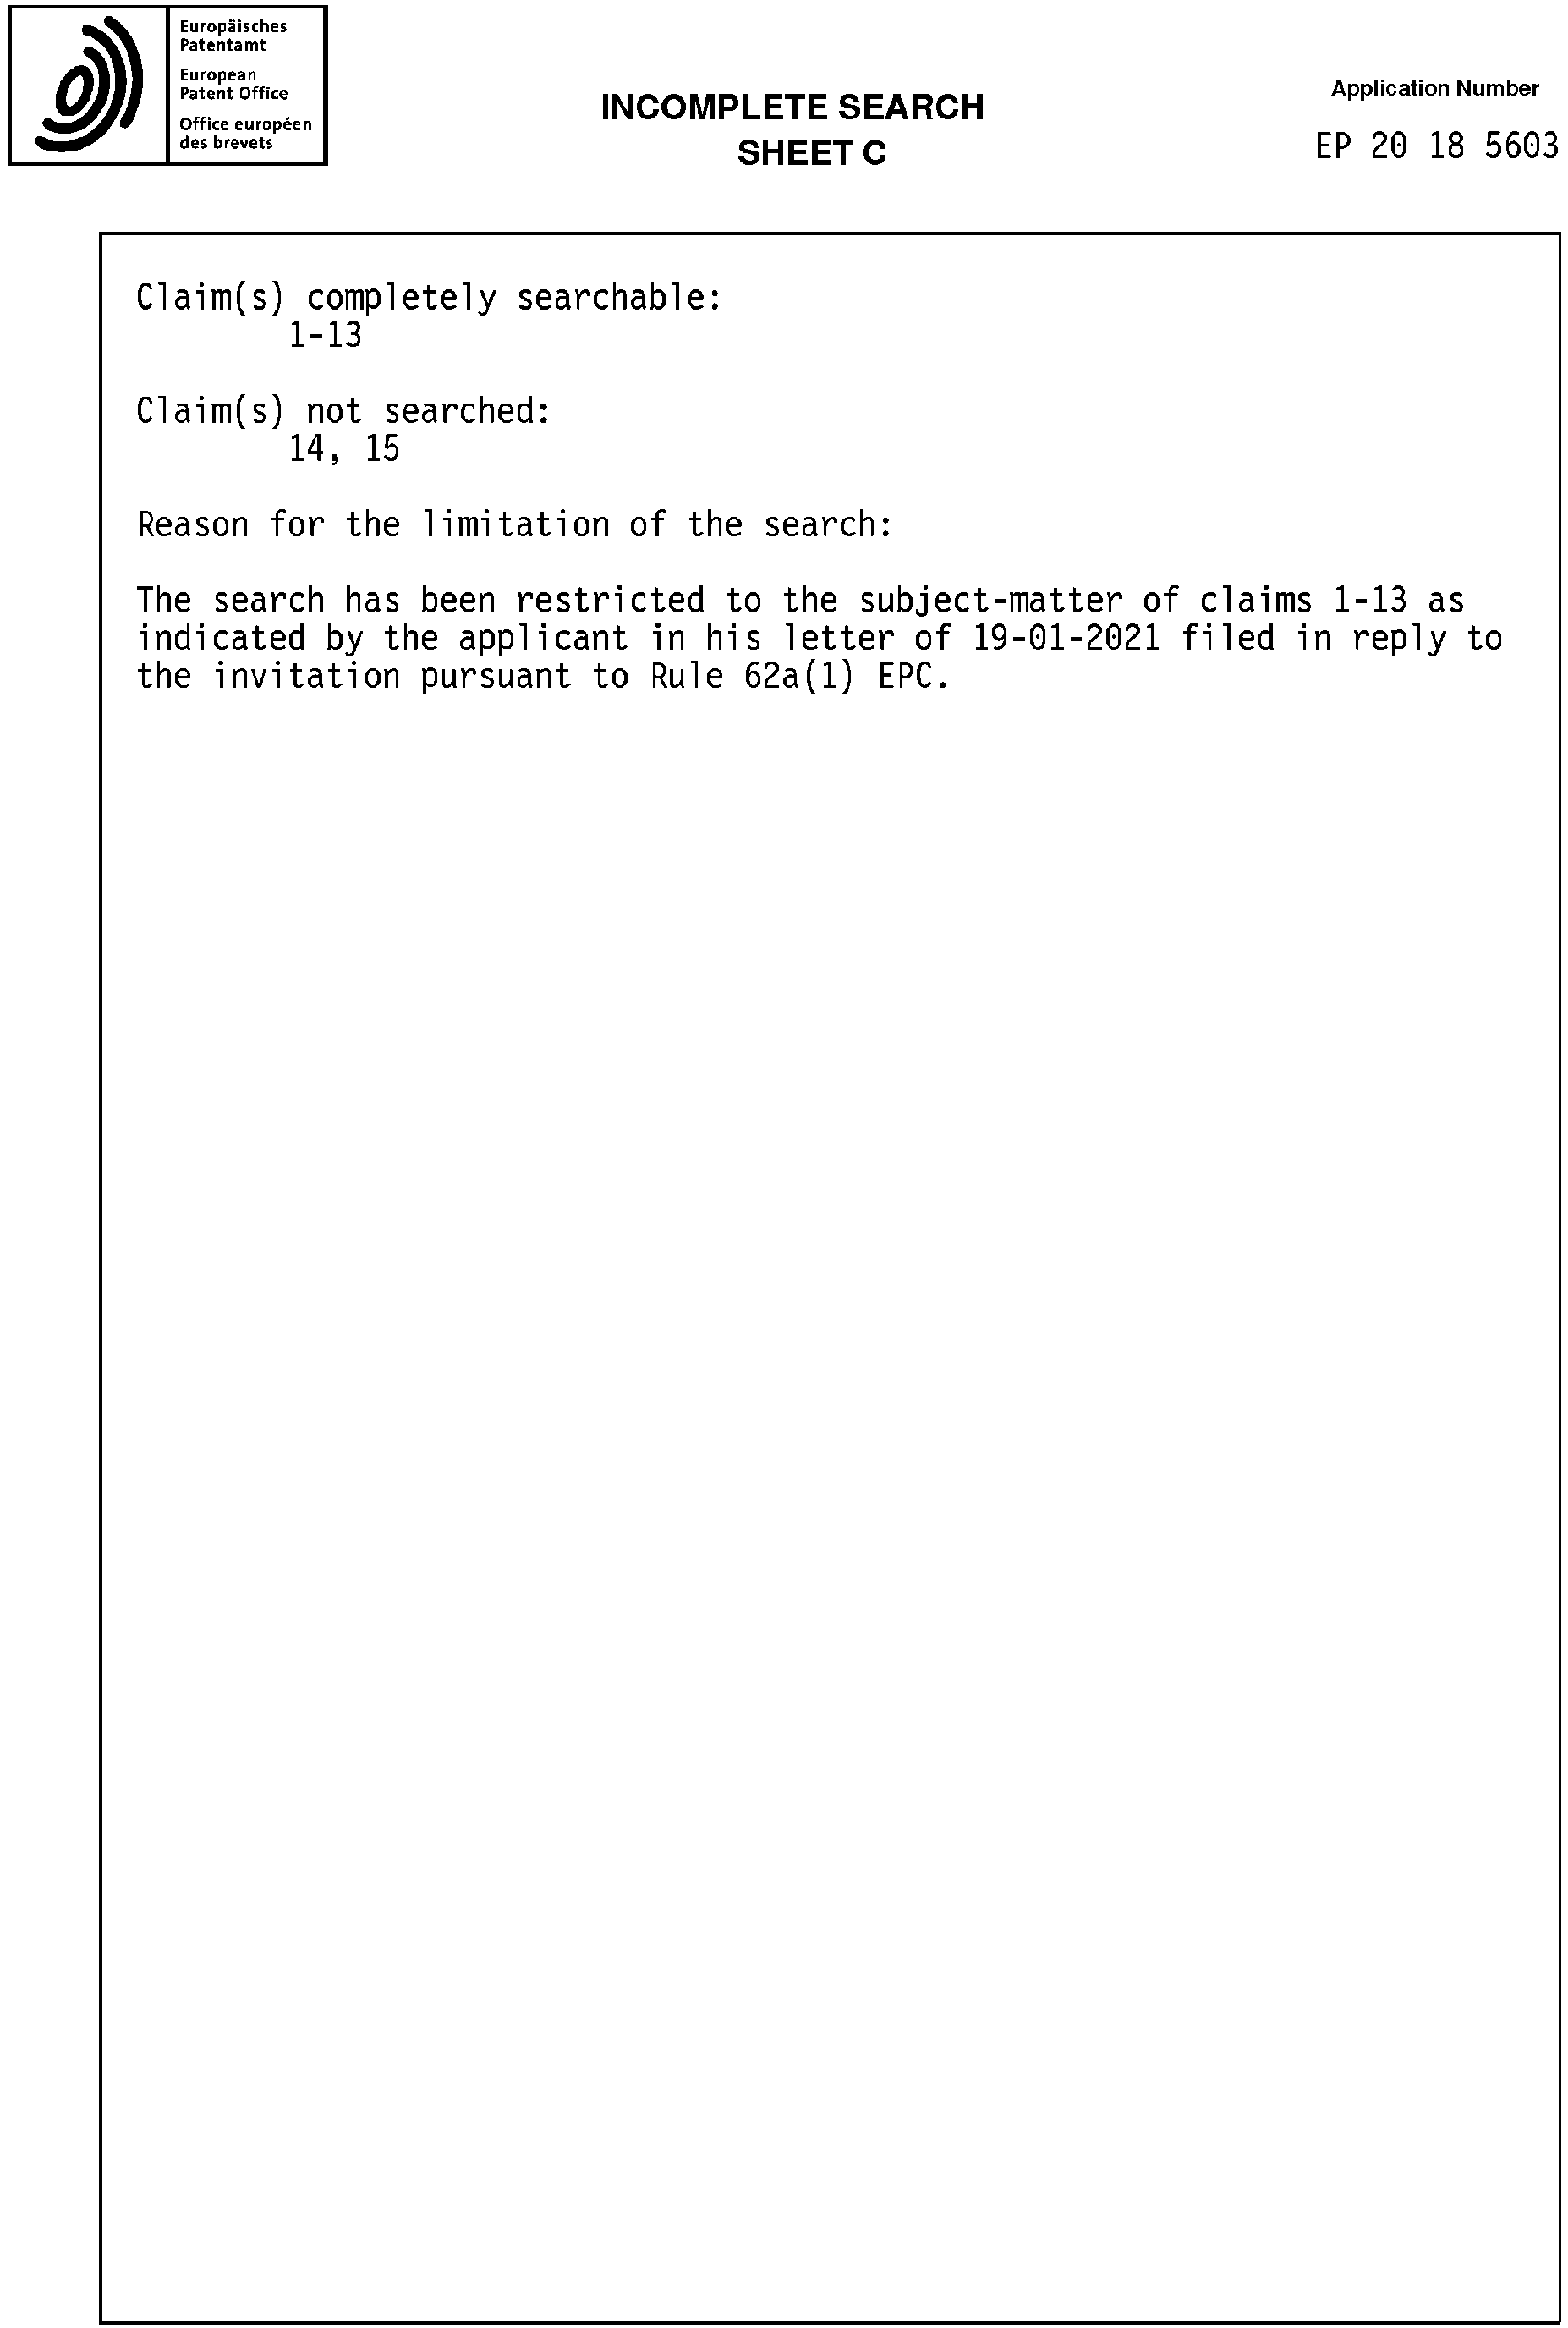 Europäisches
Patentamt
European
Patent Office
Office européen
des brevets
INCOMPLETE SEARCH
SHEET C
Application Number
EP 20 18 5603
Claim(s) completely searchable:
1-13
Claim(s) not searched:
14, 15
Reason for the limitation of the search:
The search has been restricted to the subject-matter of claims 1-13 as
indicated by the applicant in his letter of 19-01-2021 filed in reply to
the invitation pursuant to Rule 62a(1) EPC.